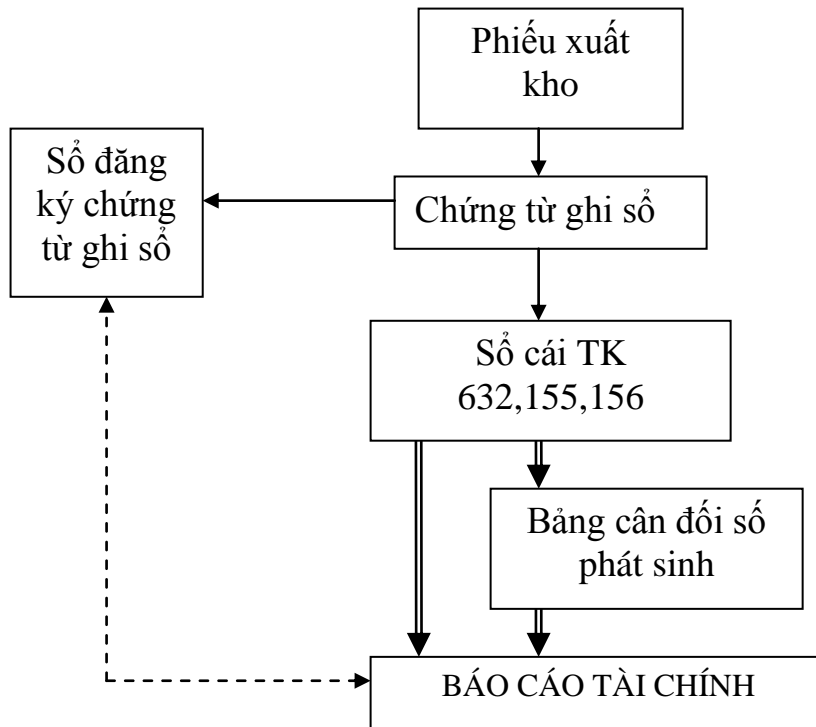 Phiếu xuất
kho
Sổ đăng
ký chứng
từ ghi sổ
Chứng từ ghi sổ
Sổ cái TK
632,155,156
Bảng cân đối số
phát sinh
BÁO CÁO TÀI CHÍNH